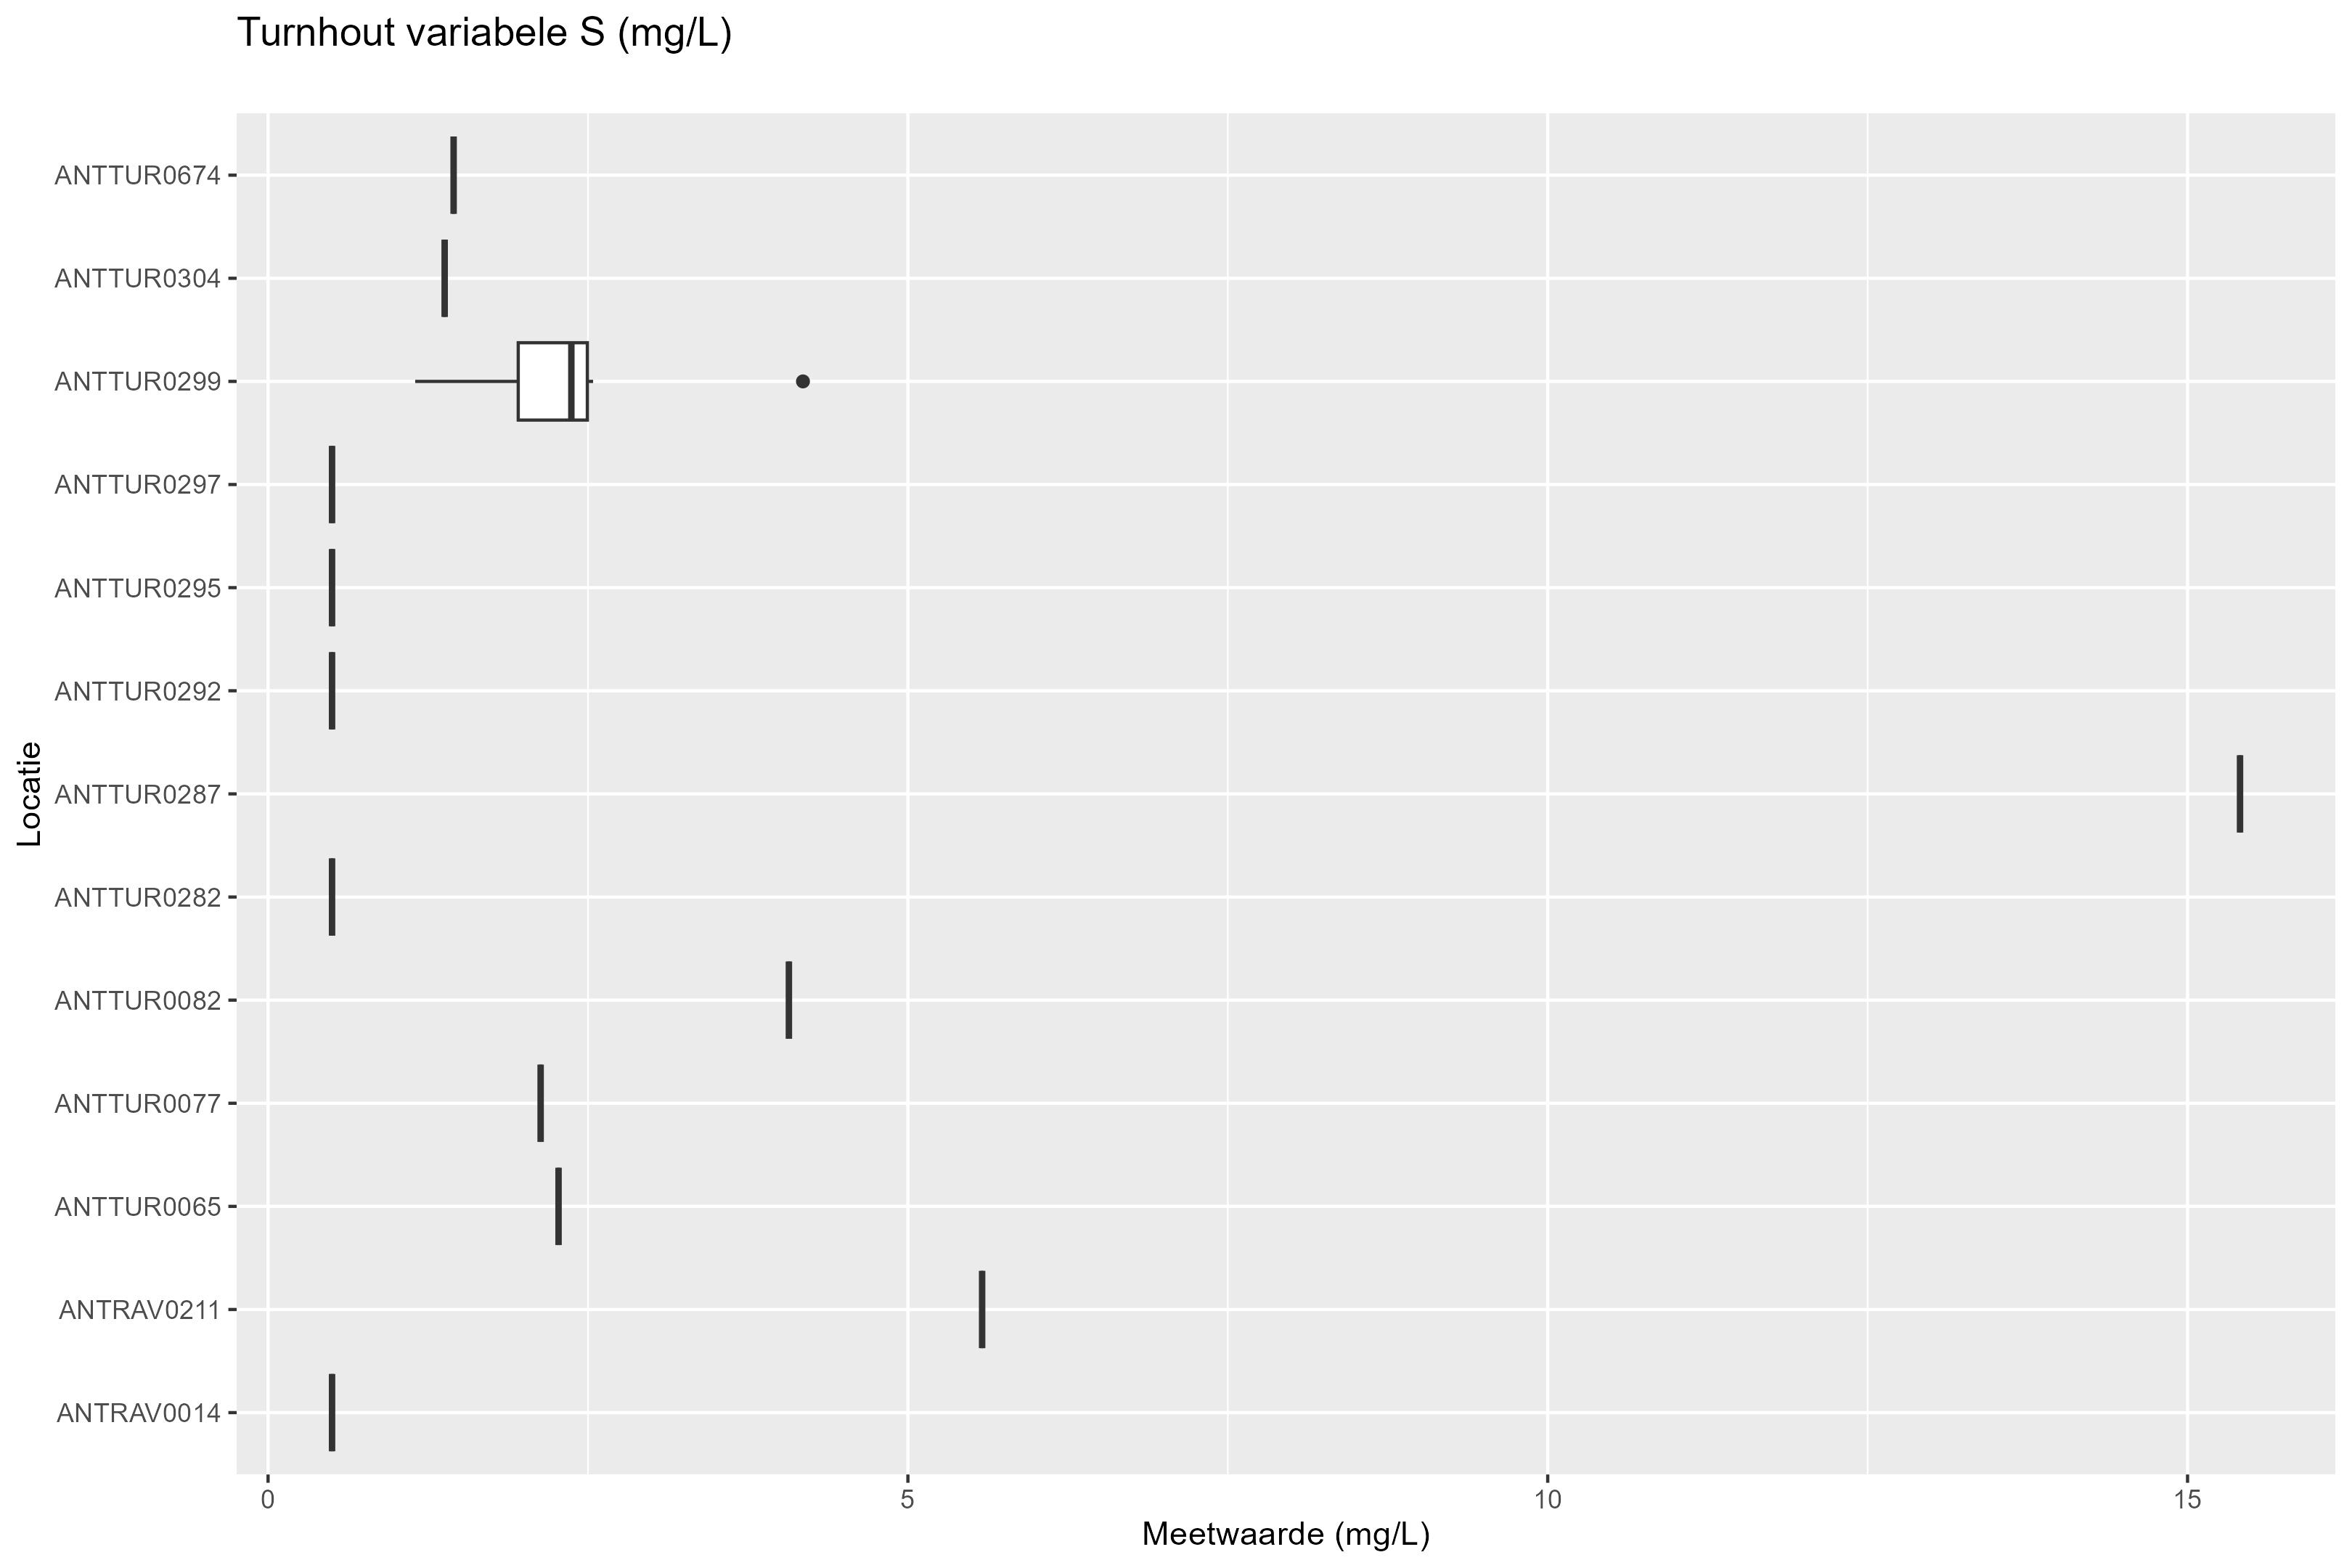 Turnhout variabele S (mg/L)
Locatie
ANTTUR0674
ANTTUR0304
ANTTUR0299
ANTTUR0297
ANTTUR0295
ANTTUR0292
ANTTUR0287
ANTTUR0282
ANTTUR0082
ANTTUR0077
ANTTUR0065
ANTRAV0211
ANTRAV0014
0 5 10 15
Meetwaarde (mg/L)